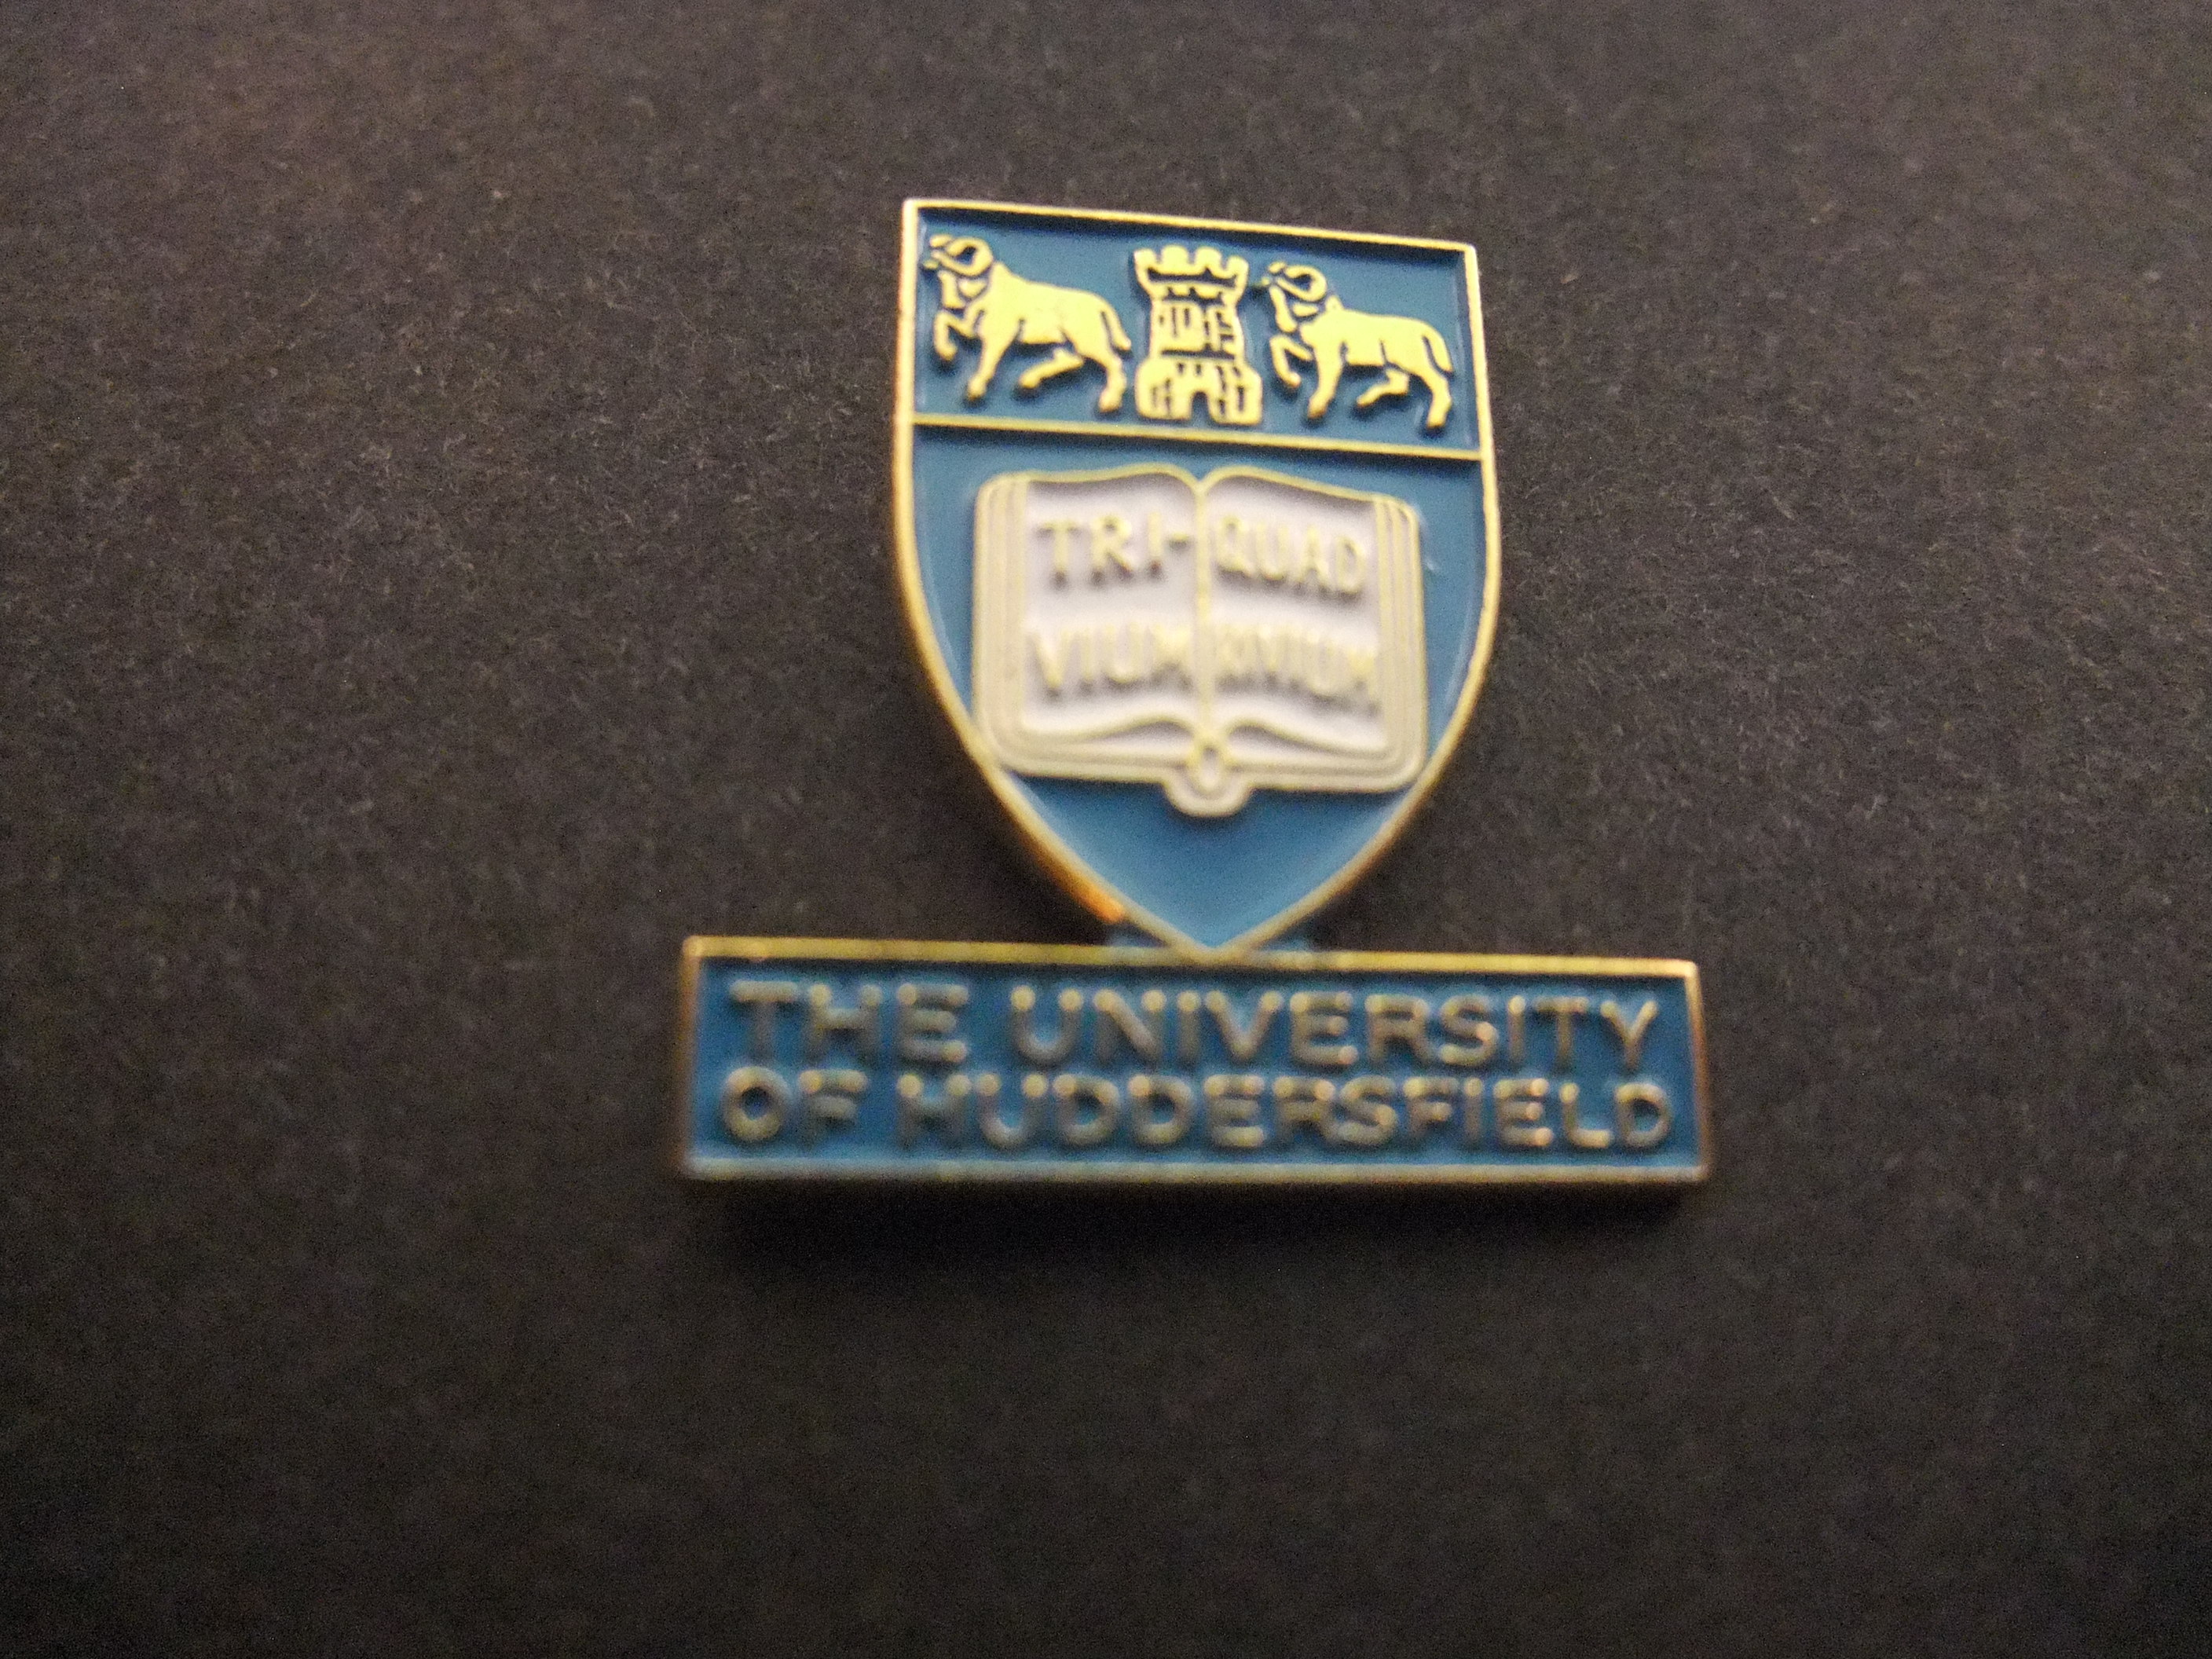 TRI-
VIUM
QUAD
RIVIUM
THE UNIVERSITY
OF HUDDERSFIELD